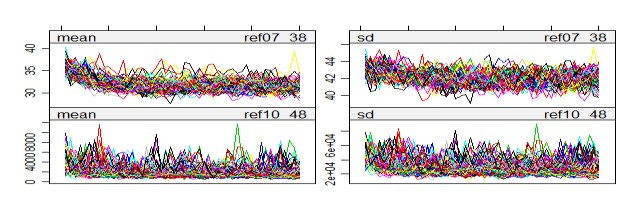 mean ref07 38
40
35
30
mean ref10 48
0 4000 8000
sd ref07 38
44
42
40
sd ref10 48
2e+04 6e+04